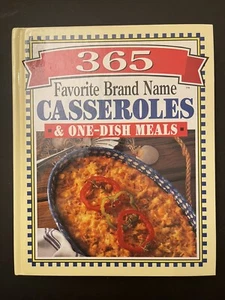 365
Favorite Brand Name
CASSEROLES
& ONE-DISH MEALS